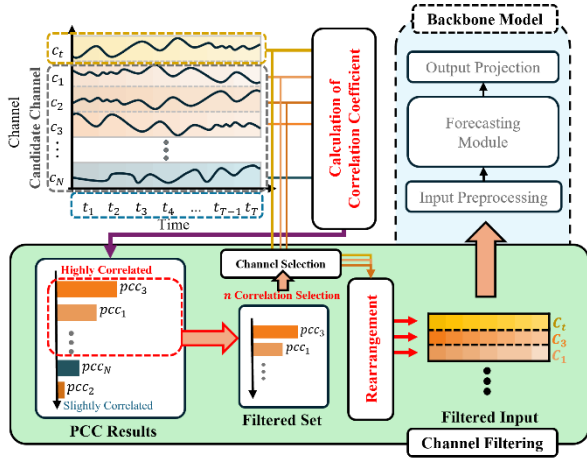 Backbone Model
Output Projection
Forecasting
Module
Input Preprocessing
Channel
Candidate Channel
c_t
c_1
c_2
c_3
c_N
t_1 t_2 t_3 t_4 ... t_{T-1} t_T
Time
Calculation of
Correlation Coefficient
Highly Correlated
pcc_3
pcc_1
pcc_N
pcc_2
Slightly Correlated
PCC Results
Channel Selection
n Correlation Selection
pcc_3
pcc_1
Filtered Set
Rearrangement
C_t
C_3
C_1
Filtered Input
Channel Filtering